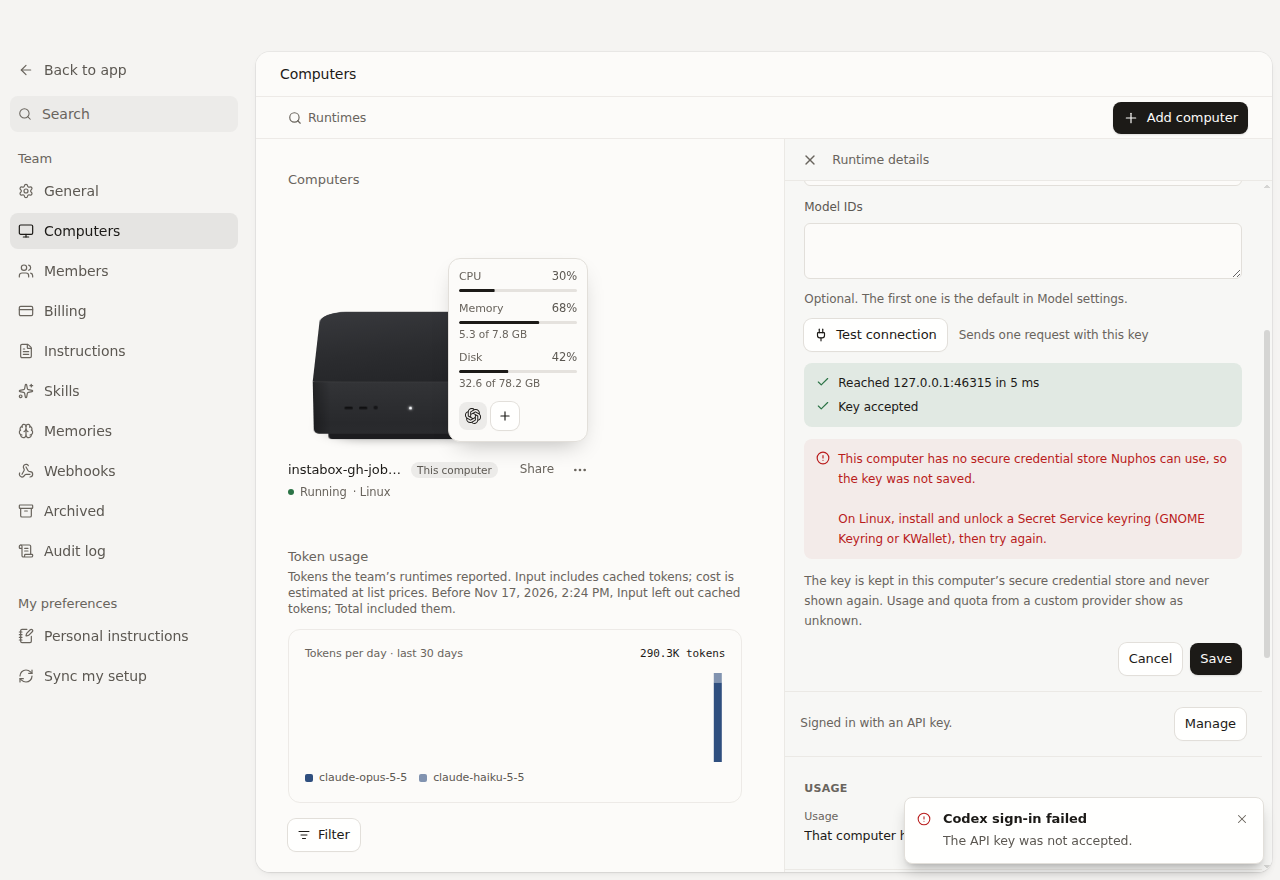 Back to app
Search
Team
General
Computers
Members
Billing
Instructions
Skills
Memories
Webhooks
Archived
Audit log
My preferences
Personal instructions
Sync my setup
Computers
Runtimes
Add computer
Computers
CPU 30%
Memory 68%
5.3 of 7.8 GB
Disk 42%
32.6 of 78.2 GB
instabox-gh-job... This computer Share
Running · Linux
Token usage
Tokens the team’s runtimes reported. Input includes cached tokens; cost is
estimated at list prices. Before Nov 17, 2026, 2:24 PM, Input left out cached
tokens; Total included them.
Tokens per day · last 30 days 290.3K tokens
claude-opus-5-5 claude-haiku-5-5
Filter
Runtime details
Model IDs
Optional. The first one is the default in Model settings.
Test connection Sends one request with this key
Reached 127.0.0.1:46315 in 5 ms
Key accepted
This computer has no secure credential store Nuphos can use, so
the key was not saved.
On Linux, install and unlock a Secret Service keyring (GNOME
Keyring or KWallet), then try again.
The key is kept in this computer’s secure credential store and never
shown again. Usage and quota from a custom provider show as
unknown.
Cancel Save
Signed in with an API key. Manage
USAGE
Usage
That computer
Codex sign-in failed
The API key was not accepted.